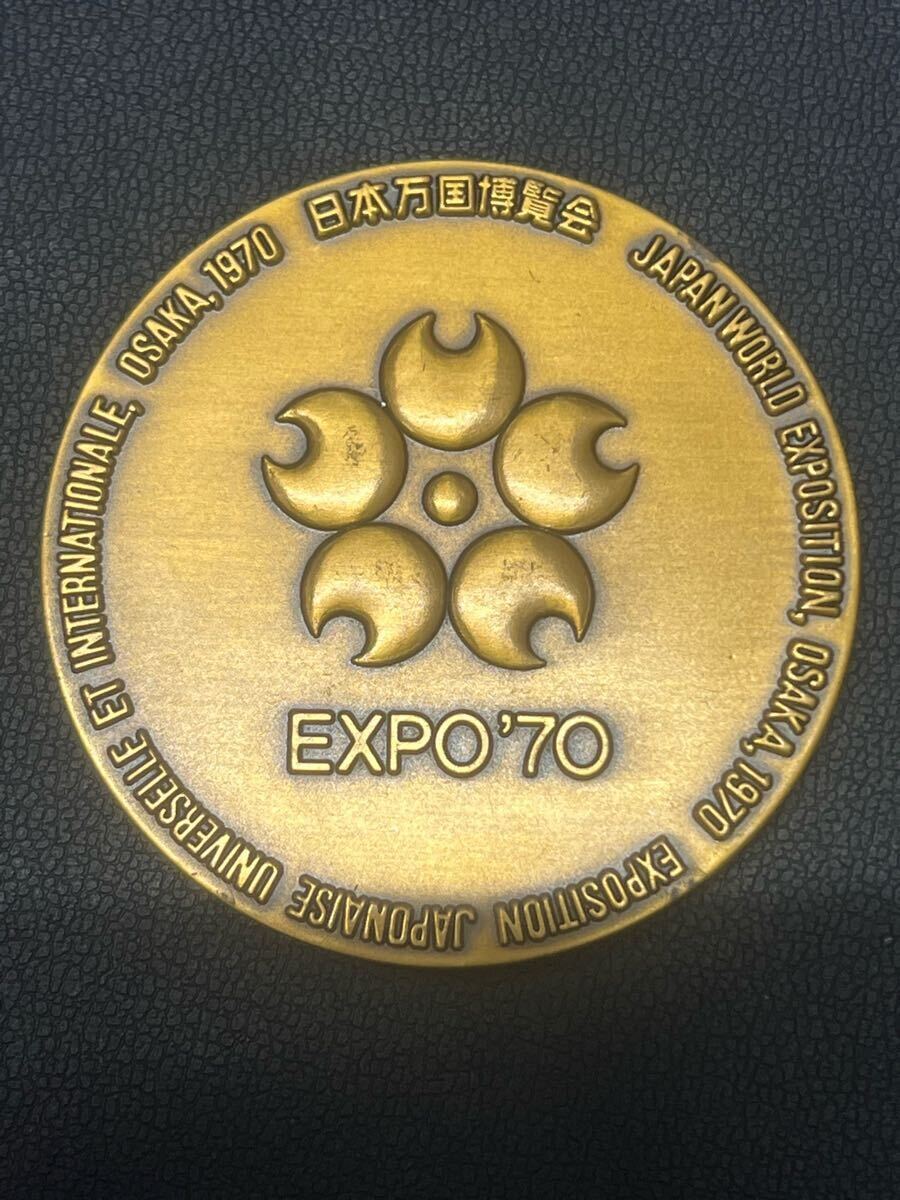 日本万国博覧会
JAPAN WORLD EXPOSITION, OSAKA, 1970
EXPOSITION JAPONAISE UNIVERSELLE ET INTERNATIONALE, OSAKA, 1970
EXPO'70